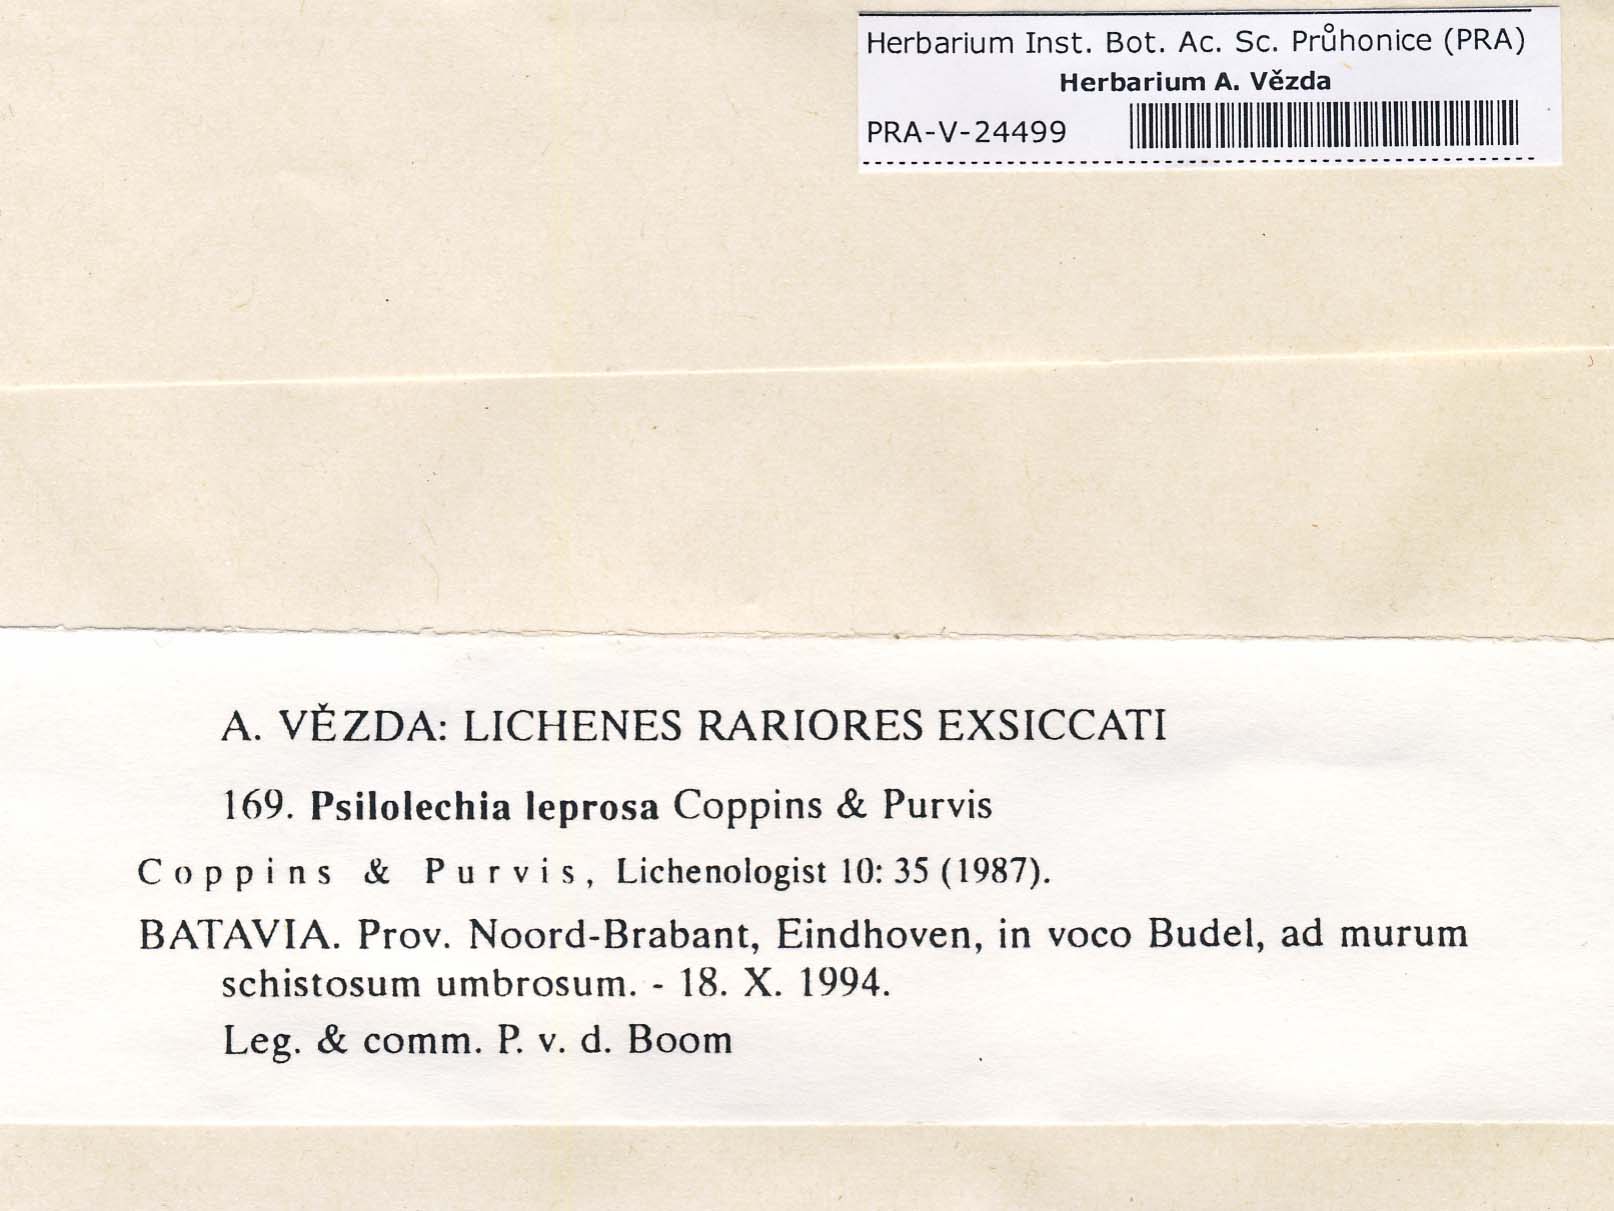 Herbarium Inst. Bot. Ac. Sc. Průhonice (PRA)
Herbarium A. Vězda
PRA-V-24499
A. VĚZDA: LICHENES RARIORES EXSICCATI
169. Psilolechia leprosa Coppins & Purvis
Coppins & Purvis, Lichenologist 10: 35 (1987).
BATAVIA. Prov. Noord-Brabant, Eindhoven, in voco Budel, ad murum
schistosum umbrosum. - 18. X. 1994.
Leg. & comm. P. v. d. Boom